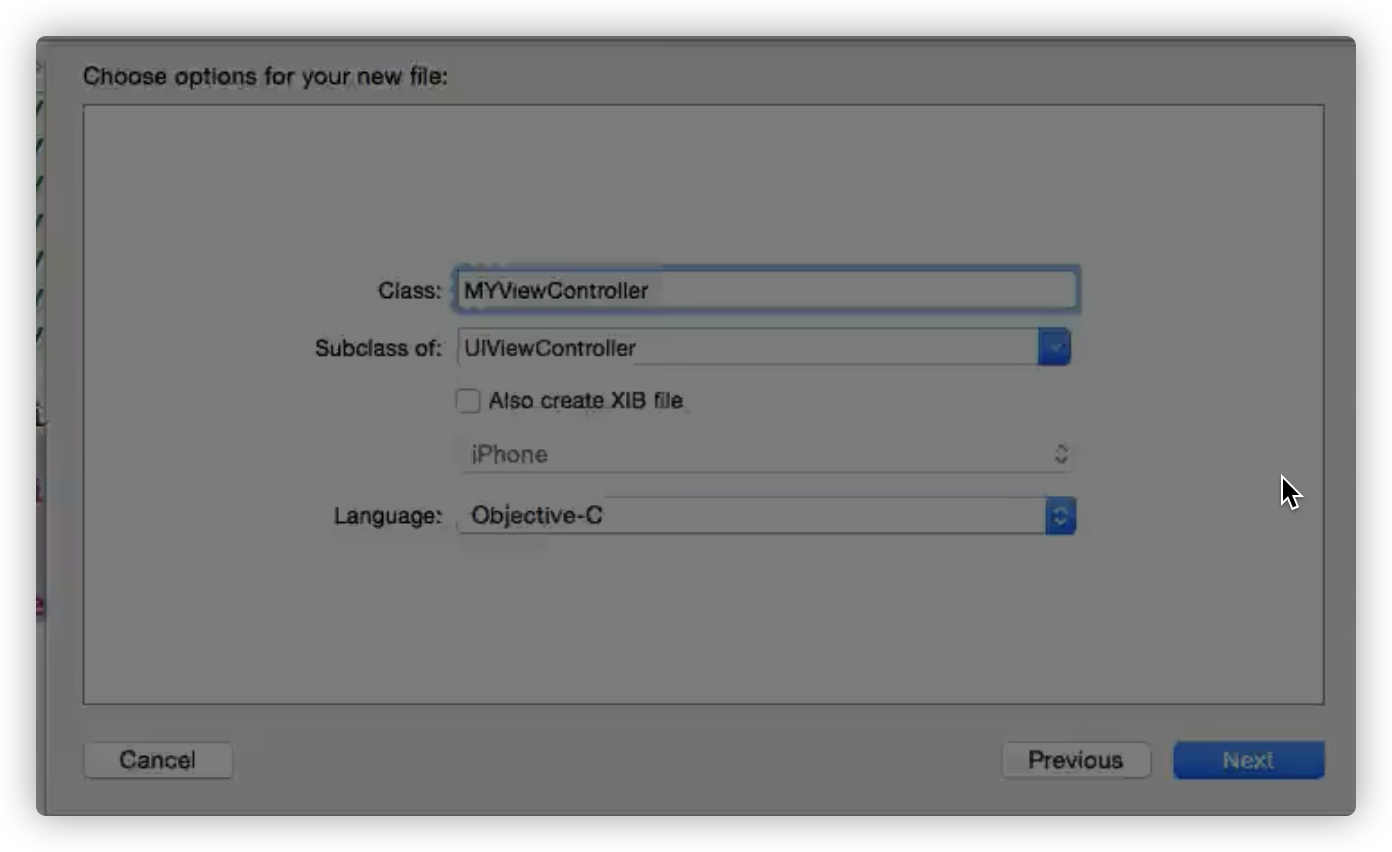 Choose options for your new file:
Class: MYViewController
Subclass of: UIViewController
Also create XIB file
iPhone
Language: Objective-C
Cancel Previous Next